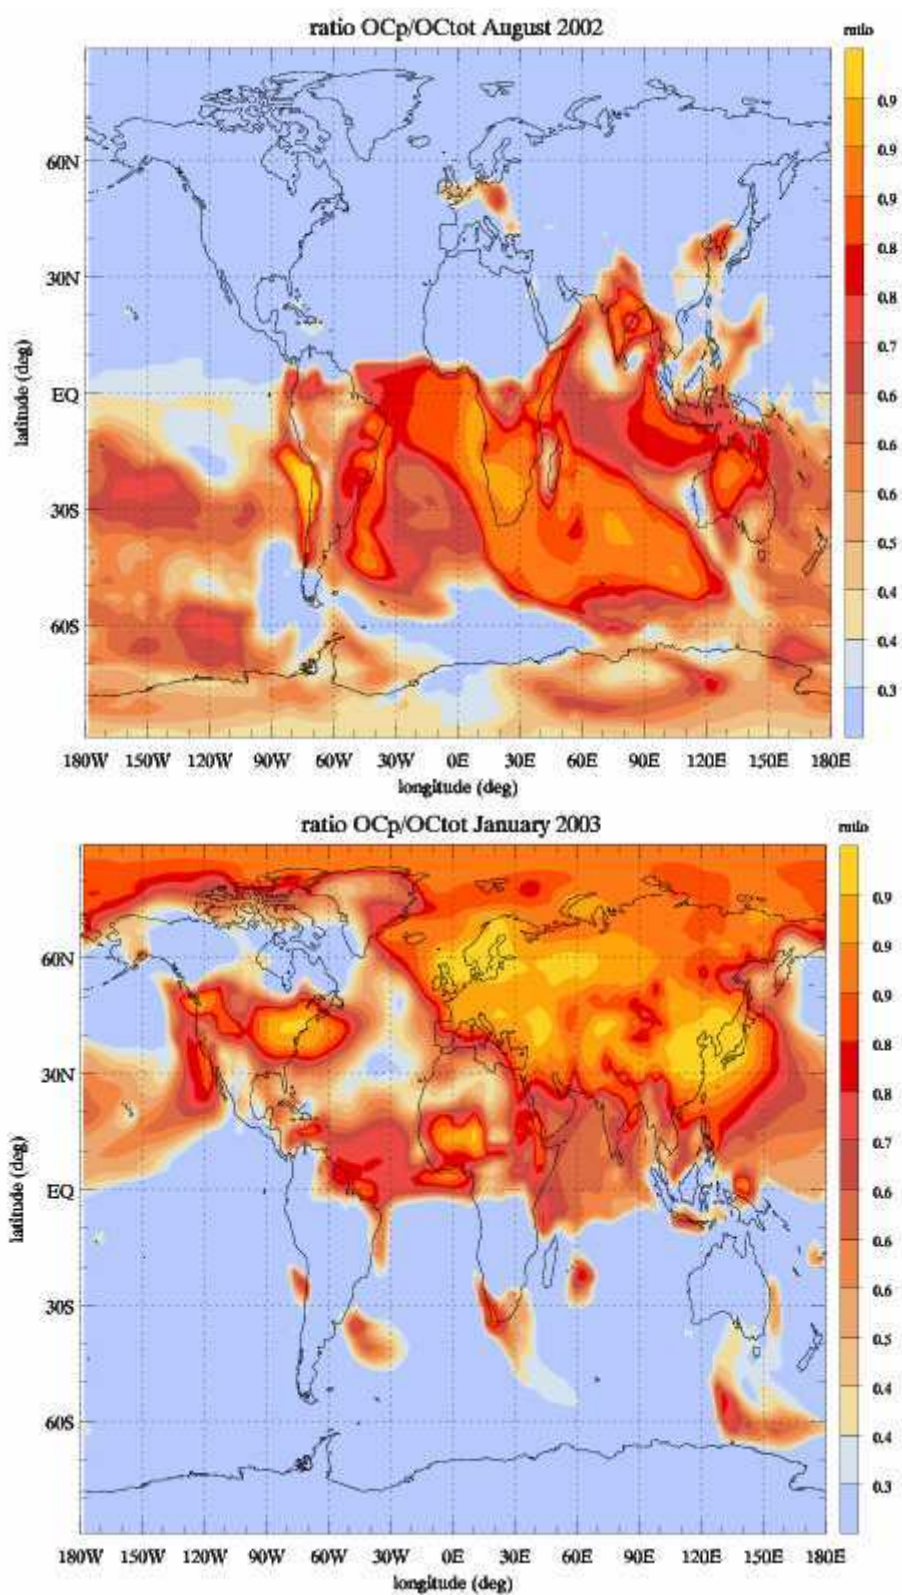 ratio OCp/OCtot August 2002
ratio
0.9
0.9
0.9
0.8
0.8
0.7
0.6
0.6
0.5
0.4
0.4
0.3
60N
30N
EQ
30S
60S
latitude (deg)
180W 150W 120W 90W 60W 30W 0E 30E 60E 90E 120E 150E 180E
longitude (deg)
ratio OCp/OCtot January 2003
ratio
0.9
0.9
0.9
0.8
0.8
0.7
0.6
0.6
0.5
0.4
0.4
0.3
60N
30N
EQ
30S
60S
latitude (deg)
180W 150W 120W 90W 60W 30W 0E 30E 60E 90E 120E 150E 180E
longitude (deg)